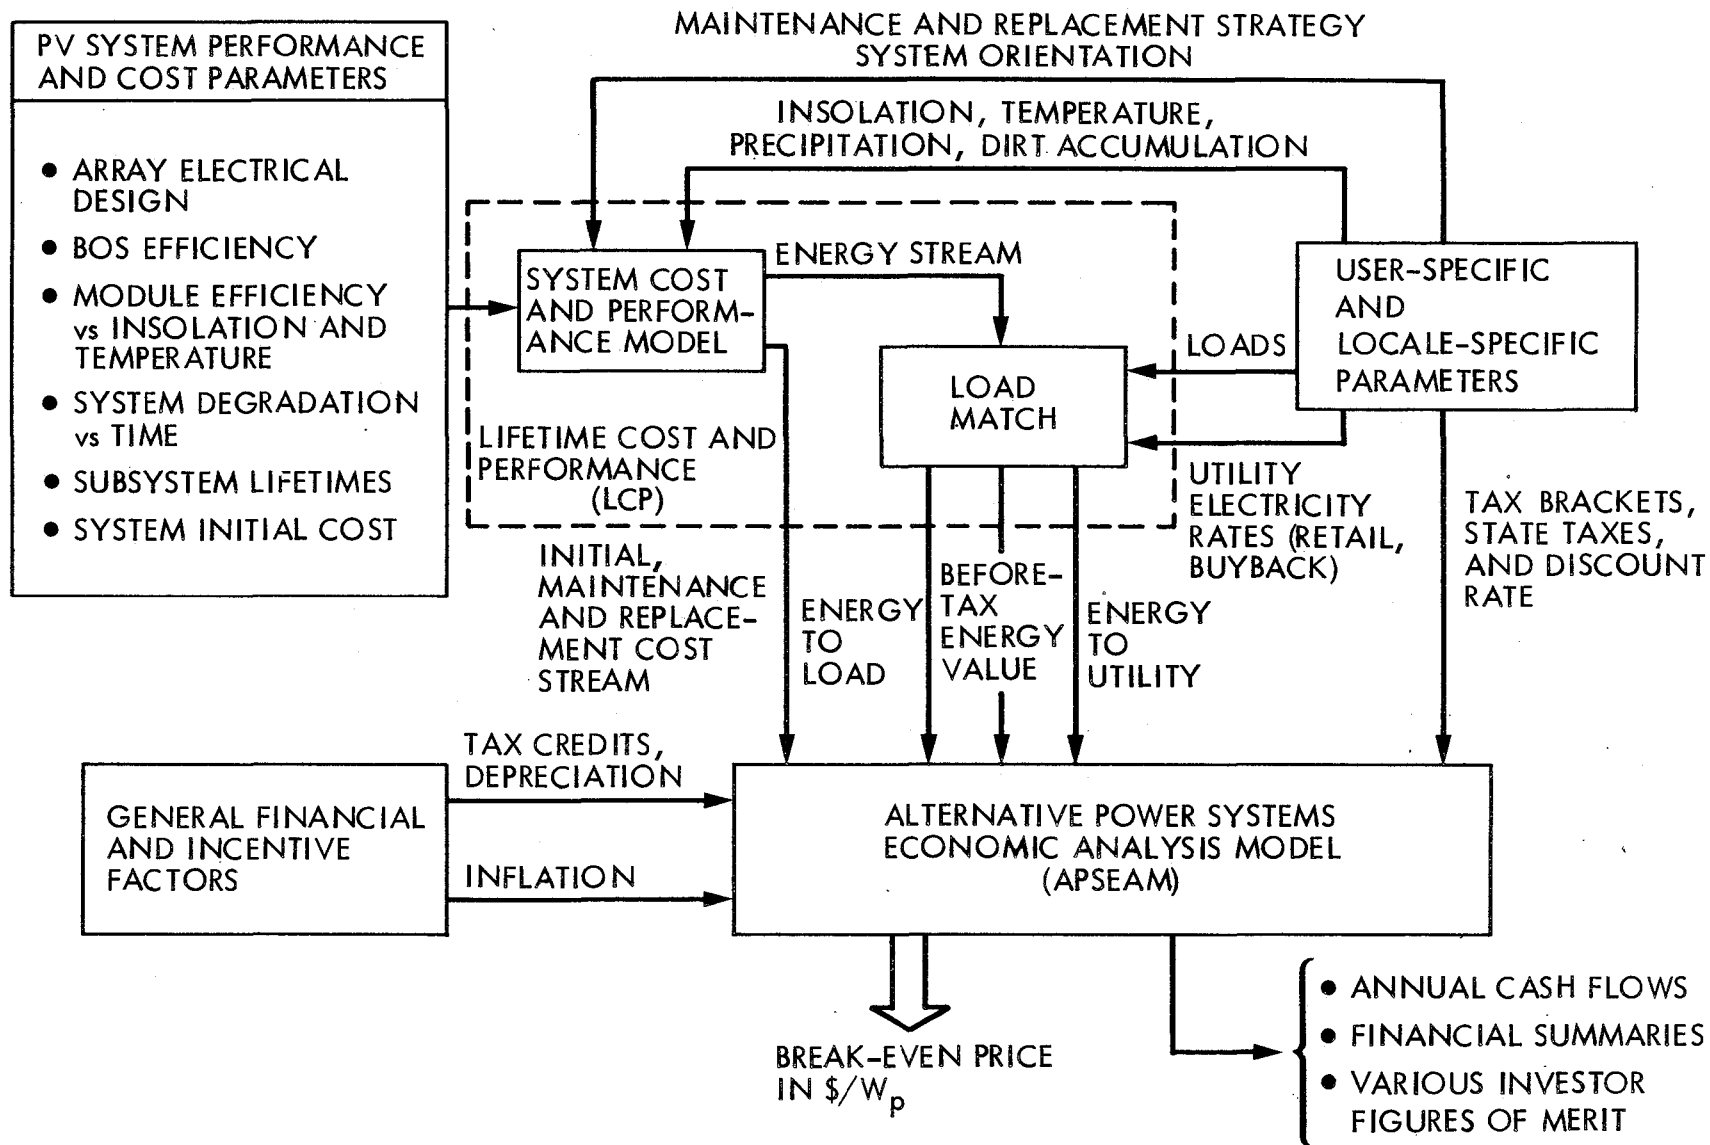 MAINTENANCE AND REPLACEMENT STRATEGY
SYSTEM ORIENTATION
PV SYSTEM PERFORMANCE
AND COST PARAMETERS
● ARRAY ELECTRICAL
DESIGN
● BOS EFFICIENCY
● MODULE EFFICIENCY
vs INSOLATION AND
TEMPERATURE
● SYSTEM DEGRADATION
vs TIME
● SUBSYSTEM LIFETIMES
● SYSTEM INITIAL COST
INSOLATION, TEMPERATURE,
PRECIPITATION, DIRT ACCUMULATION
SYSTEM COST
AND PERFORM-
ANCE MODEL
ENERGY STREAM
LOAD
MATCH
LIFETIME COST AND
PERFORMANCE
(LCP)
USER-SPECIFIC
AND
LOCALE-SPECIFIC
PARAMETERS
LOADS
UTILITY
ELECTRICITY
RATES (RETAIL,
BUYBACK)
TAX BRACKETS,
STATE TAXES,
AND DISCOUNT
RATE
INITIAL,
MAINTENANCE
AND REPLACE-
MENT COST
STREAM
ENERGY
TO
LOAD
BEFORE-
TAX
ENERGY
VALUE
ENERGY
TO
UTILITY
GENERAL FINANCIAL
AND INCENTIVE
FACTORS
TAX CREDITS,
DEPRECIATION
INFLATION
ALTERNATIVE POWER SYSTEMS
ECONOMIC ANALYSIS MODEL
(APSEAM)
BREAK-EVEN PRICE
IN $/Wp
● ANNUAL CASH FLOWS
● FINANCIAL SUMMARIES
● VARIOUS INVESTOR
FIGURES OF MERIT